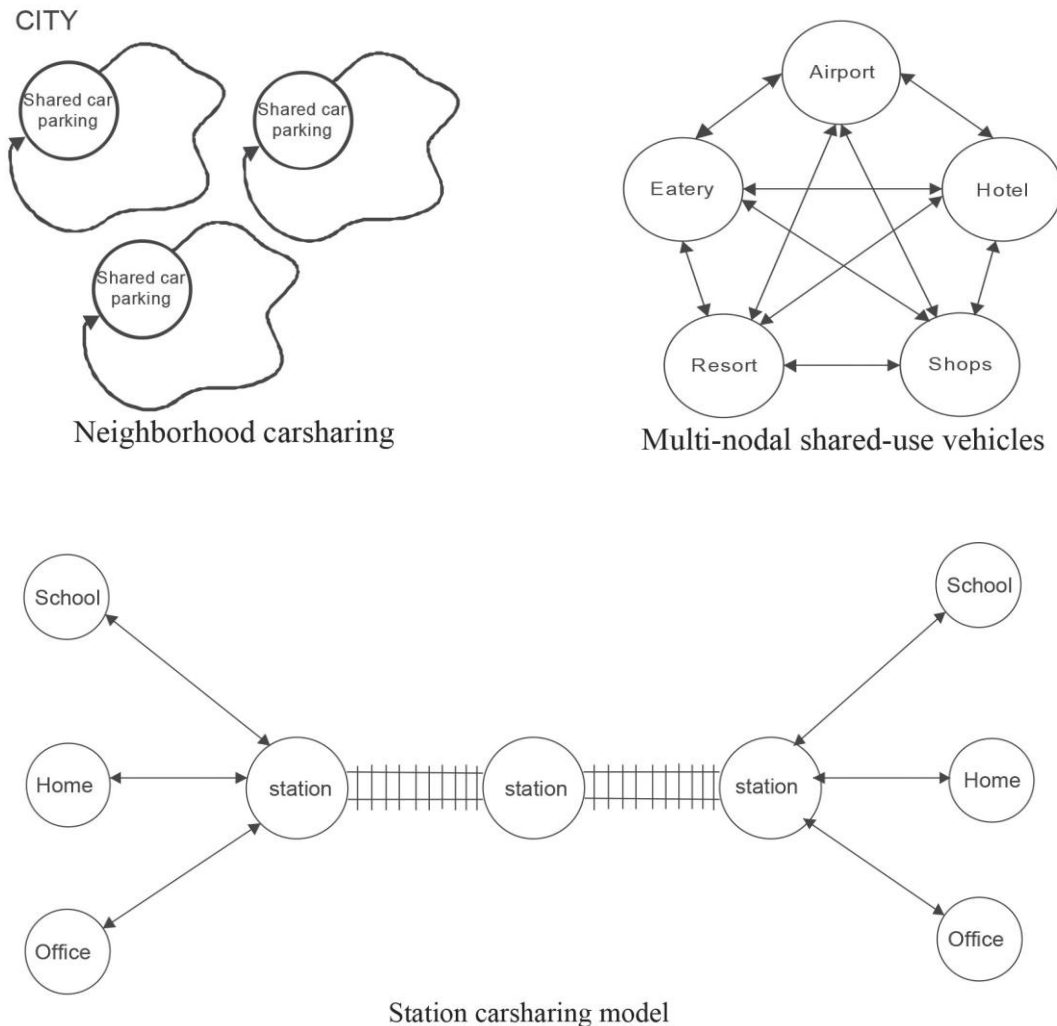 CITY
Shared car
parking
Shared car
parking
Shared car
parking
Neighborhood carsharing
Airport
Eatery
Hotel
Resort
Shops
Multi-nodal shared-use vehicles
School
Home
Office
station
station
station
School
Home
Office
Station carsharing model